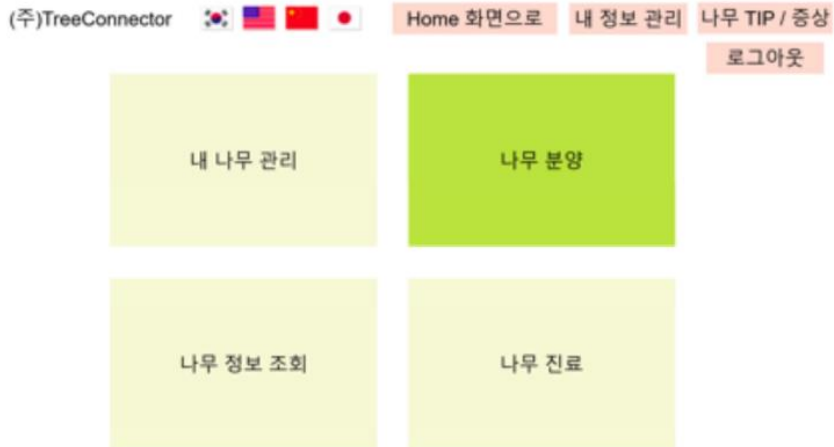 (주)TreeConnector Home 화면으로 내 정보 관리 나무 TIP / 증상
로그아웃
내 나무 관리 나무 분양
나무 정보 조회 나무 진료